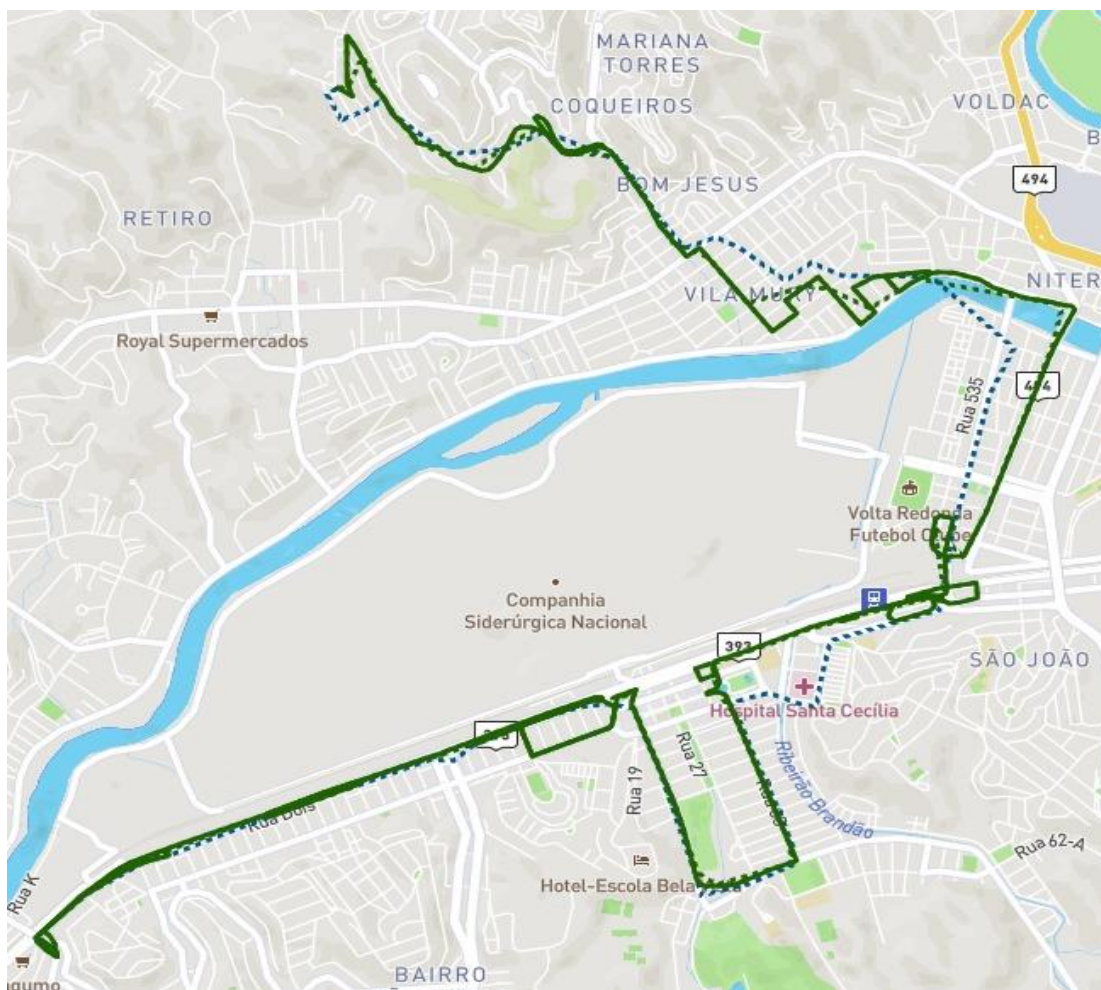 MARIANA
TORRES
COQUEIROS
VOLDAC
B
494
BOM JESUS
RETIRO
NITER
VILA MURY
Royal Supermercados
Rua 535
Volta Redonda
Futebol Clube
Companhia
Siderúrgica Nacional
393
SÃO JOÃO
Hospital Santa Cecília
Rua 27
Rua 19
Ribeirão Brandão
Rua Dois
Rua 62-A
Rua K
Hotel-Escola Bela
BAIRRO